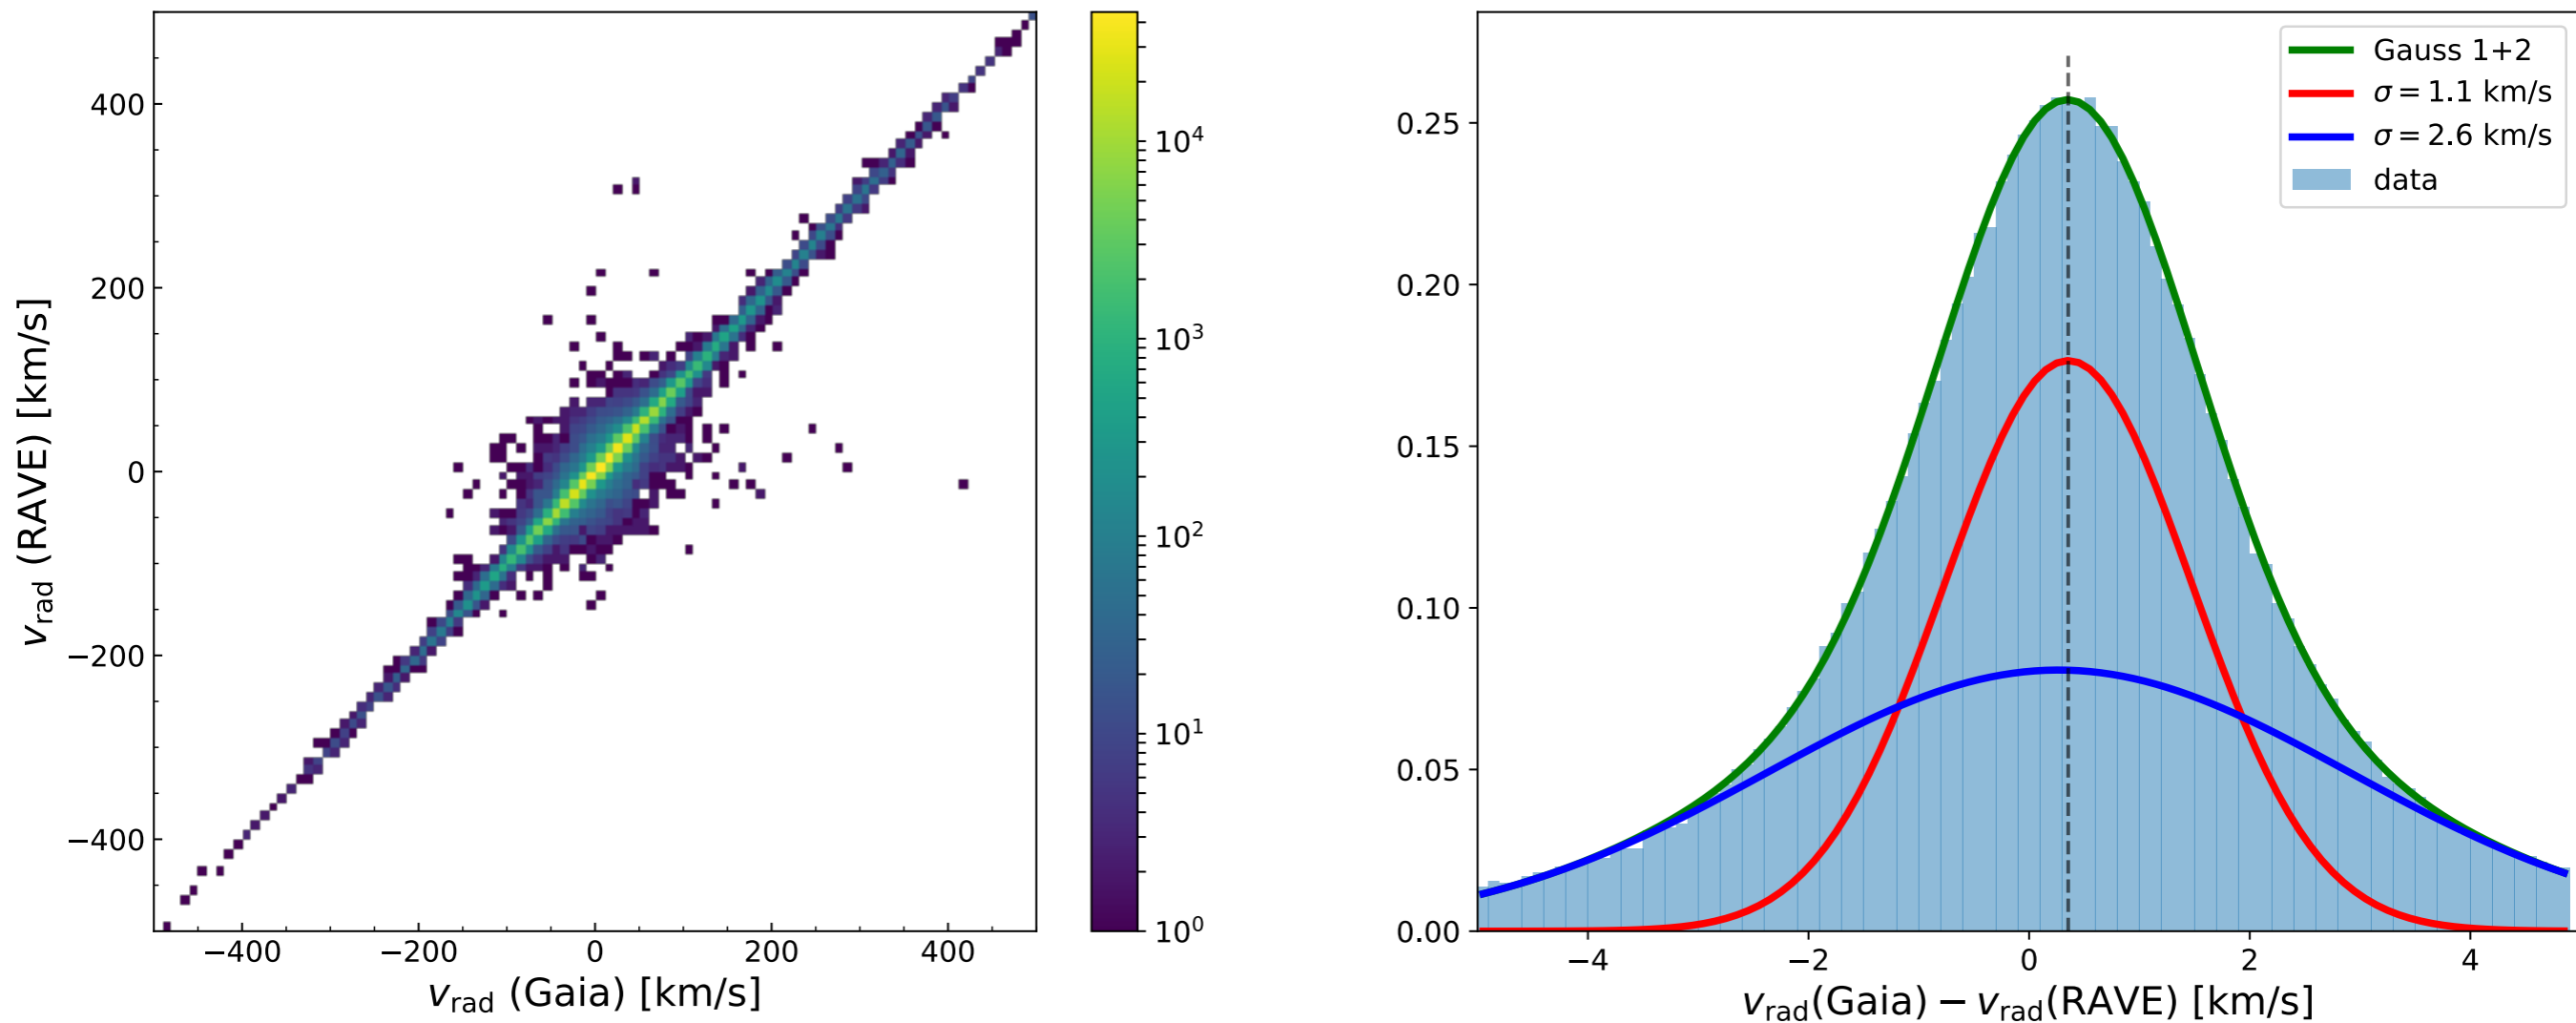 400
200
0
−200
−400
v_rad (RAVE) [km/s]
−400 −200 0 200 400
v_rad (Gaia) [km/s]
10^4
10^3
10^2
10^1
10^0
0.25
0.20
0.15
0.10
0.05
0.00
−4 −2 0 2 4
v_rad(Gaia) − v_rad(RAVE) [km/s]
Gauss 1+2
σ = 1.1 km/s
σ = 2.6 km/s
data